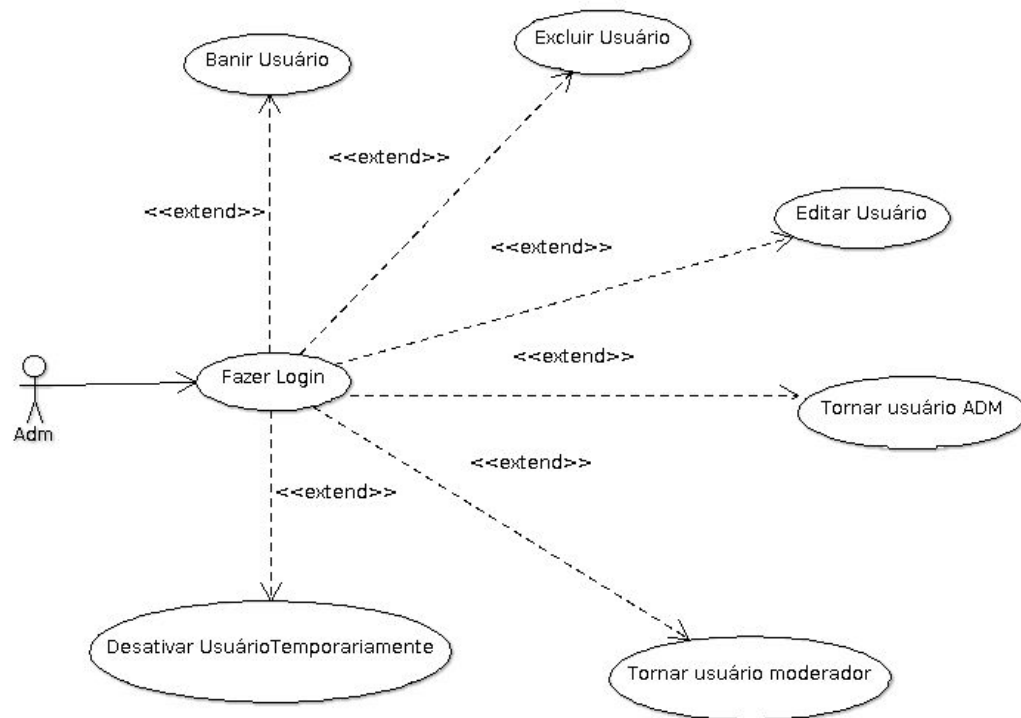 Excluir Usuário
Banir Usuário
<<extend>>
<<extend>>
Editar Usuário
<<extend>>
Fazer Login
<<extend>>
Tornar usuário ADM
Adm
<<extend>>
<<extend>>
Desativar UsuárioTemporariamente
Tornar usuário moderador